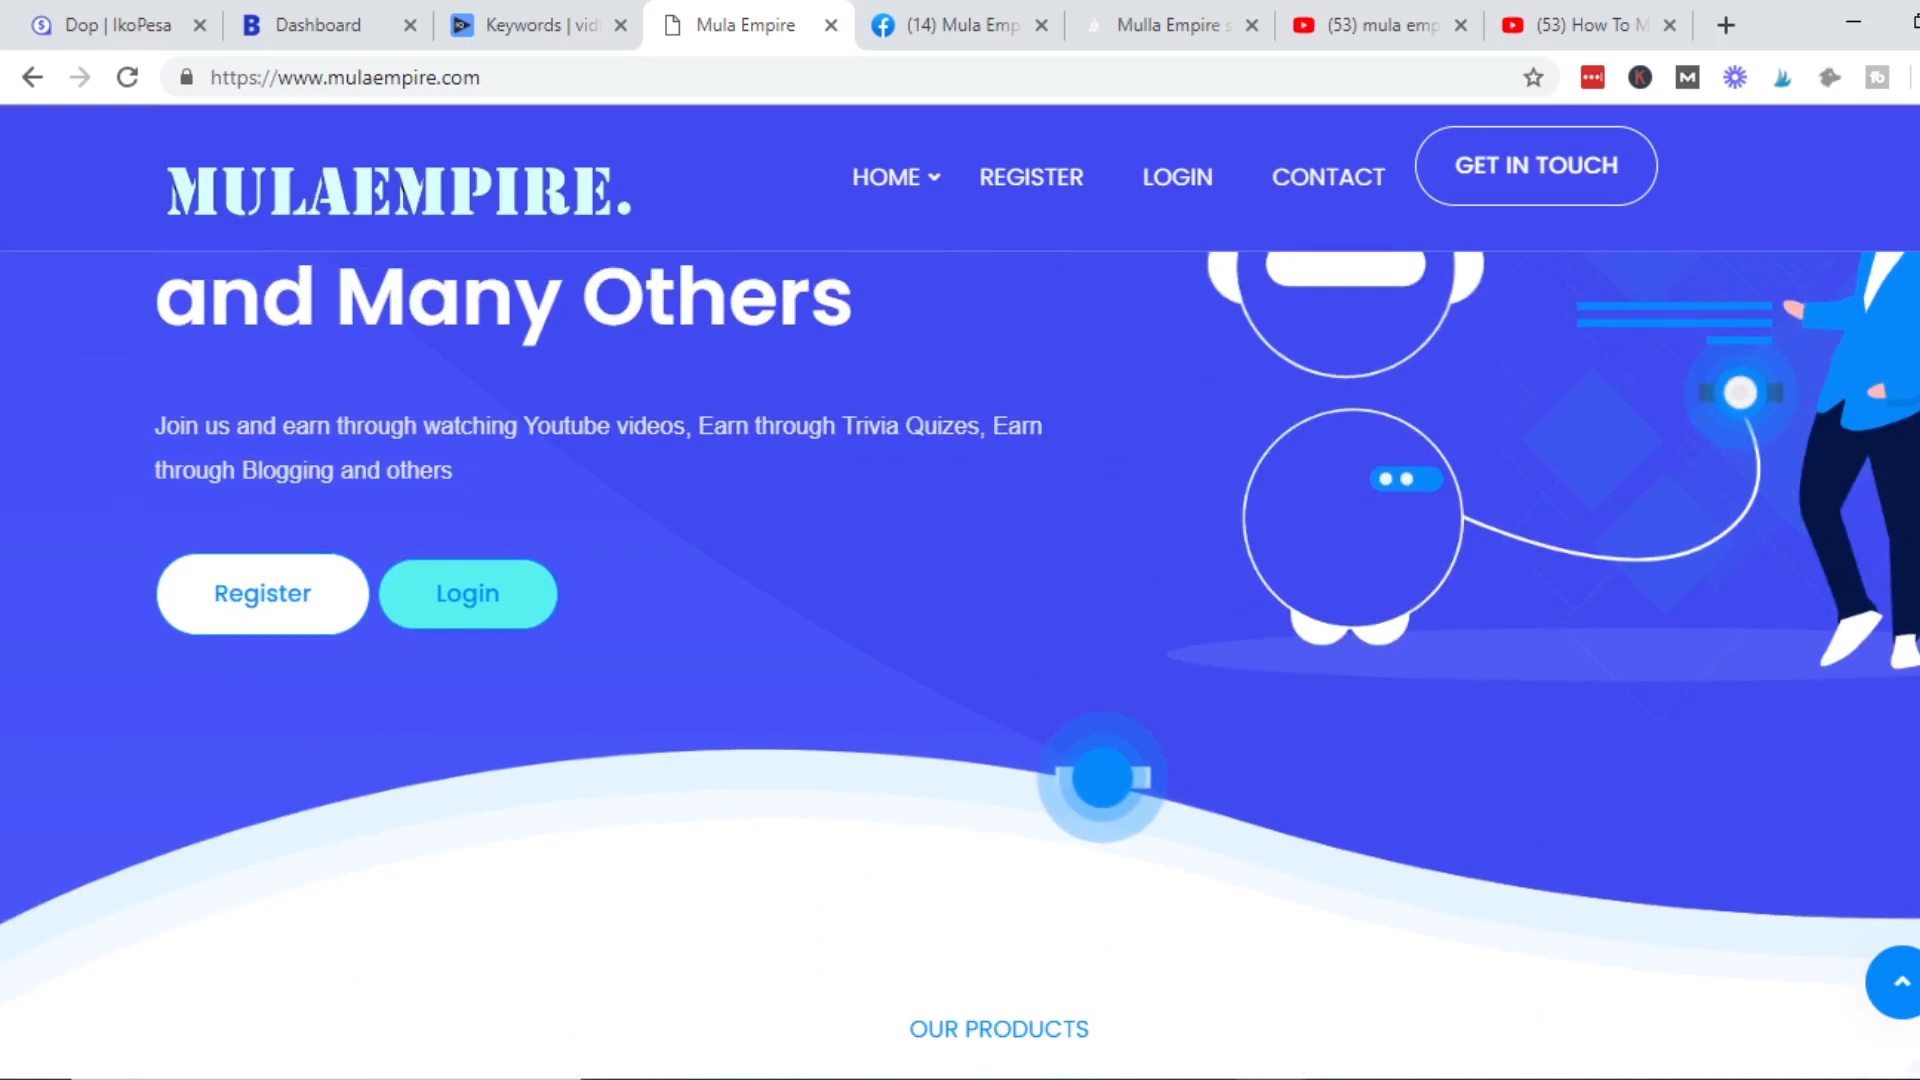 Dop | IkoPesa
Dashboard
Keywords | vidi
Mula Empire
(14) Mula Emp
Mulla Empire s
(53) mula emp
(53) How To M
https://www.mulaempire.com
MULAEMPIRE.
HOME
REGISTER
LOGIN
CONTACT
GET IN TOUCH
and Many Others
Join us and earn through watching Youtube videos, Earn through Trivia Quizes, Earn
through Blogging and others
Register
Login
OUR PRODUCTS